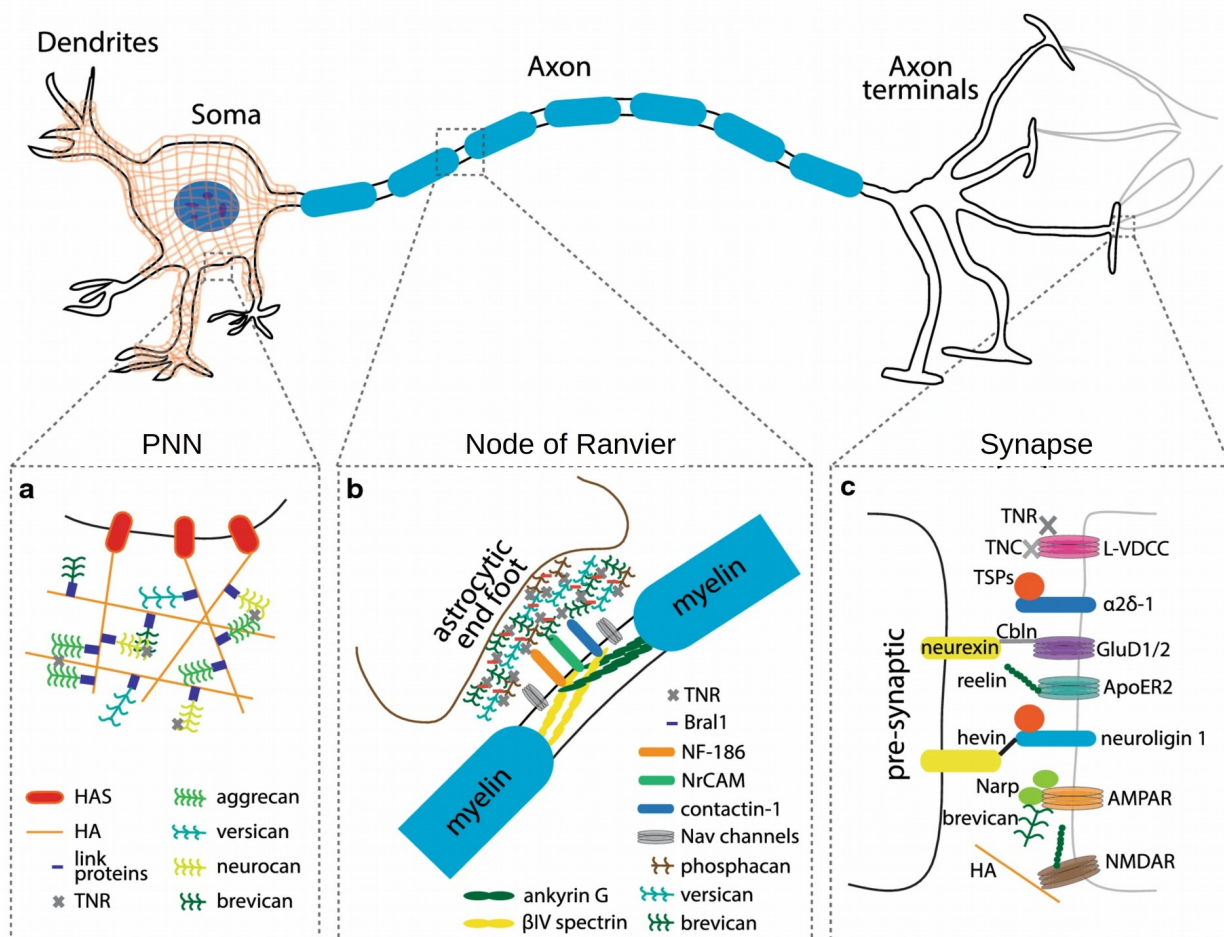 Dendrites
Soma
Axon
Axon
terminals
PNN
Node of Ranvier
Synapse
a
HAS
HA
link
proteins
TNR
aggrecan
versican
neurocan
brevican
b
astrocytic
end foot
myelin
myelin
TNR
Bral1
NF-186
NrCAM
contactin-1
Nav channels
phosphacan
versican
brevican
ankyrin G
βIV spectrin
c
pre-synaptic
TNR
TNC
L-VDCC
TSPs
α2δ-1
Cbln
neurexin
GluD1/2
reelin
ApoER2
hevin
neuroligin 1
Narp
AMPAR
brevican
HA
NMDAR